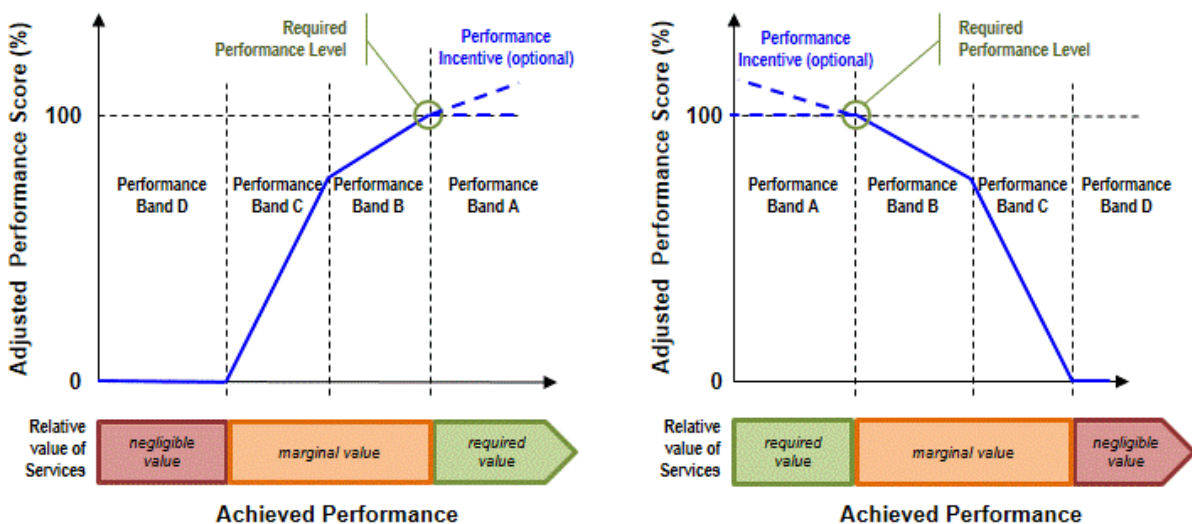 Adjusted Performance Score (%)
Required
Performance Level
Performance
Incentive (optional)
100
Performance
Band D
Performance
Band C
Performance
Band B
Performance
Band A
0
Relative
value of
Services
negligible
value
marginal value
required
value
Achieved Performance
Adjusted Performance Score (%)
Performance
Incentive (optional)
Required
Performance Level
100
Performance
Band A
Performance
Band B
Performance
Band C
Performance
Band D
0
Relative
value of
Services
required
value
marginal value
negligible
value
Achieved Performance